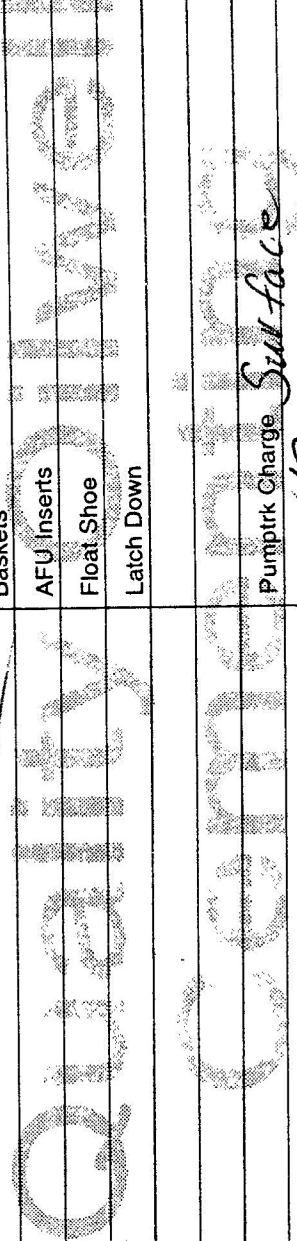 Baskets
AFU Inserts
Float Shoe
Latch Down
Pumptrk Charge Surface
Quality Oilwell
Cementing